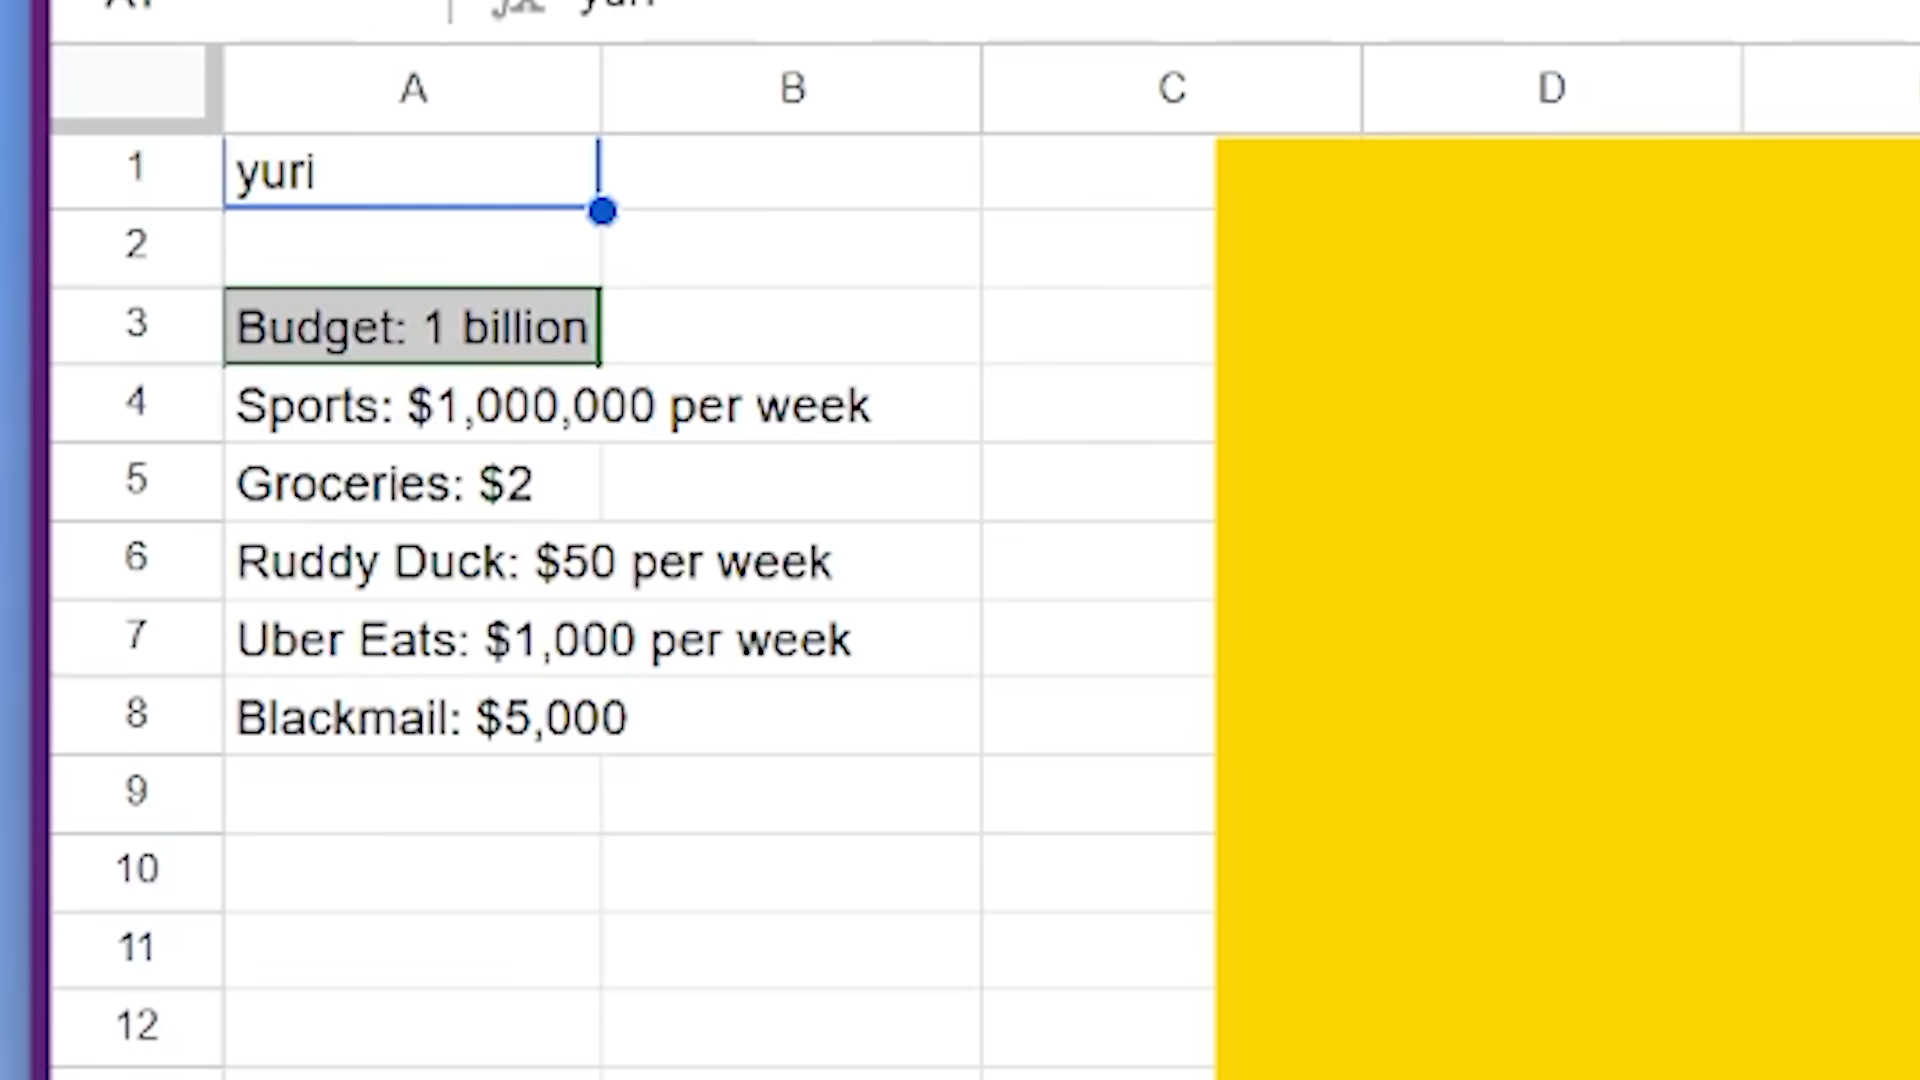 A B C D
1 yuri
2
3 Budget: 1 billion
4 Sports: $1,000,000 per week
5 Groceries: $2
6 Ruddy Duck: $50 per week
7 Uber Eats: $1,000 per week
8 Blackmail: $5,000
9
10
11
12